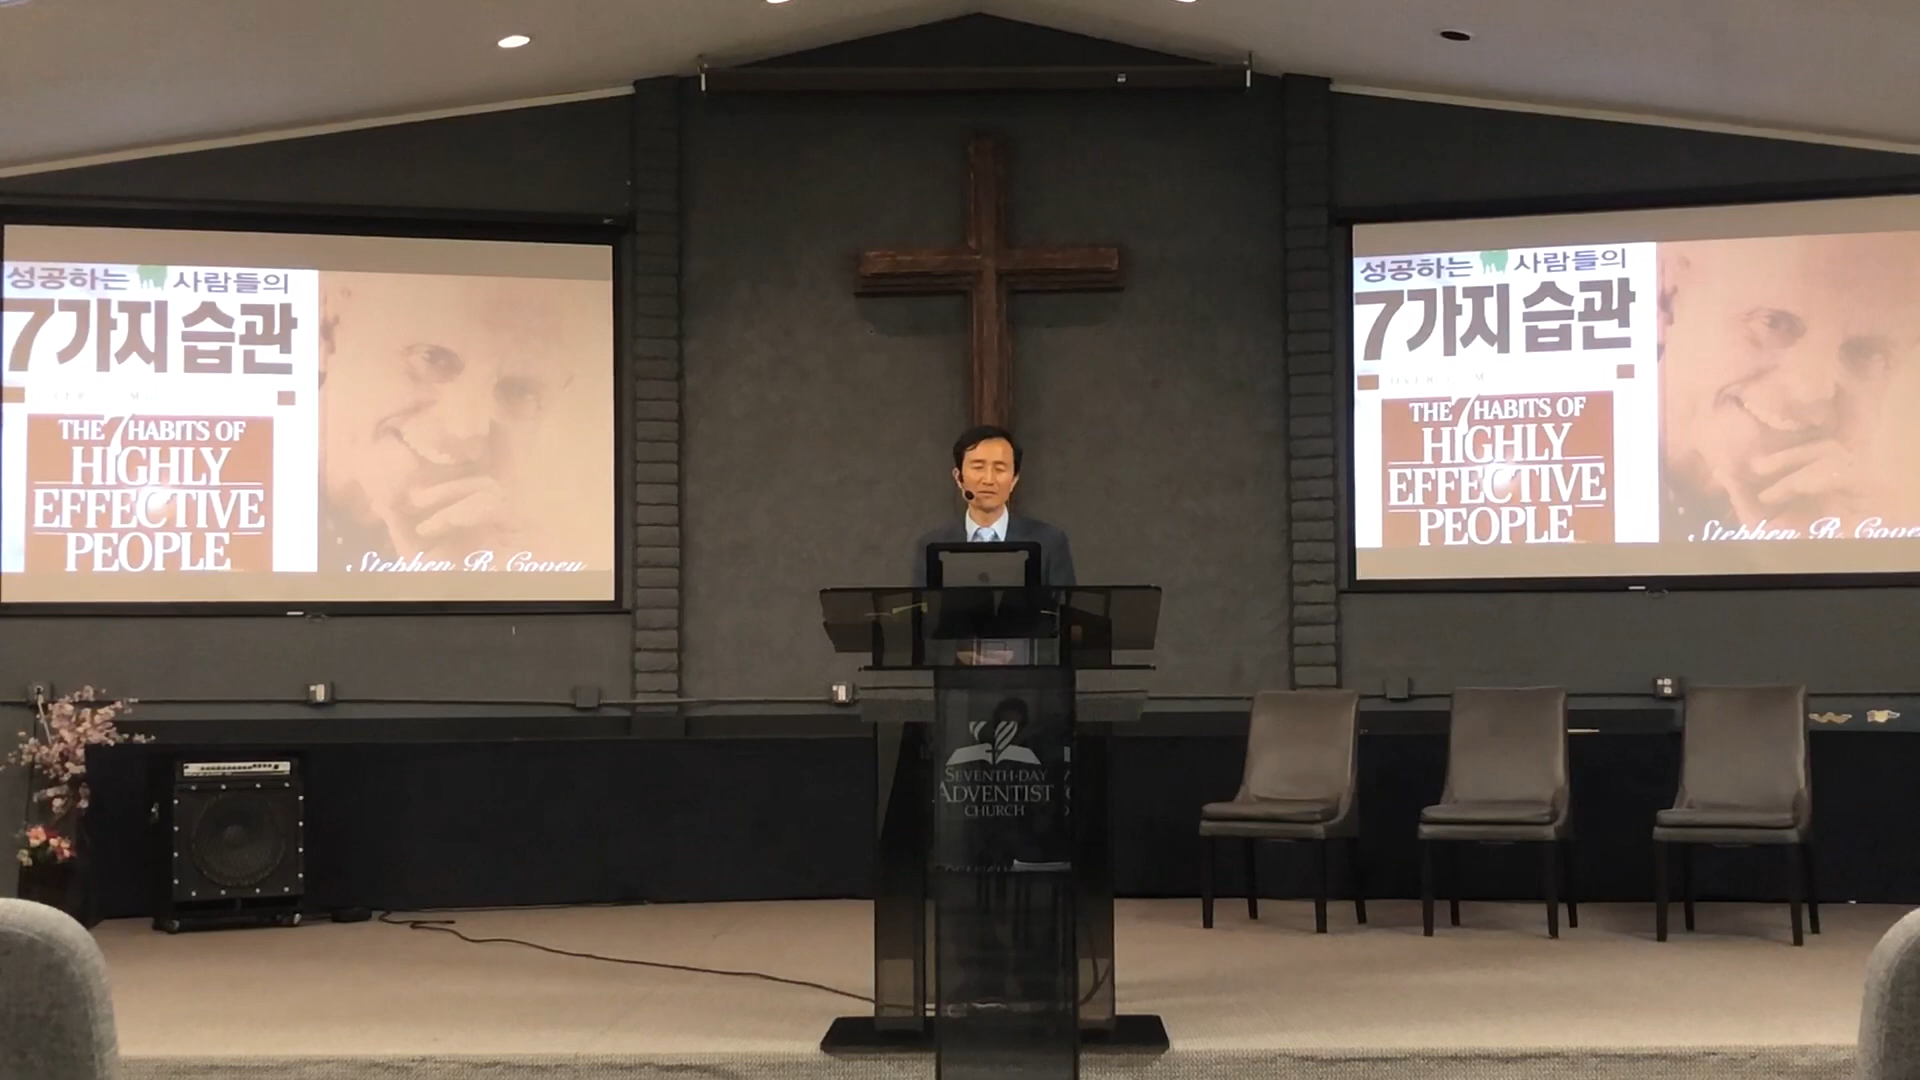 성공하는 사람들의
7가지 습관
THE 7 HABITS OF
HIGHLY
EFFECTIVE
PEOPLE
Stephen R. Covey
성공하는 사람들의
7가지 습관
THE 7 HABITS OF
HIGHLY
EFFECTIVE
PEOPLE
Stephen R. Covey
SEVENTH-DAY
ADVENTIST
CHURCH